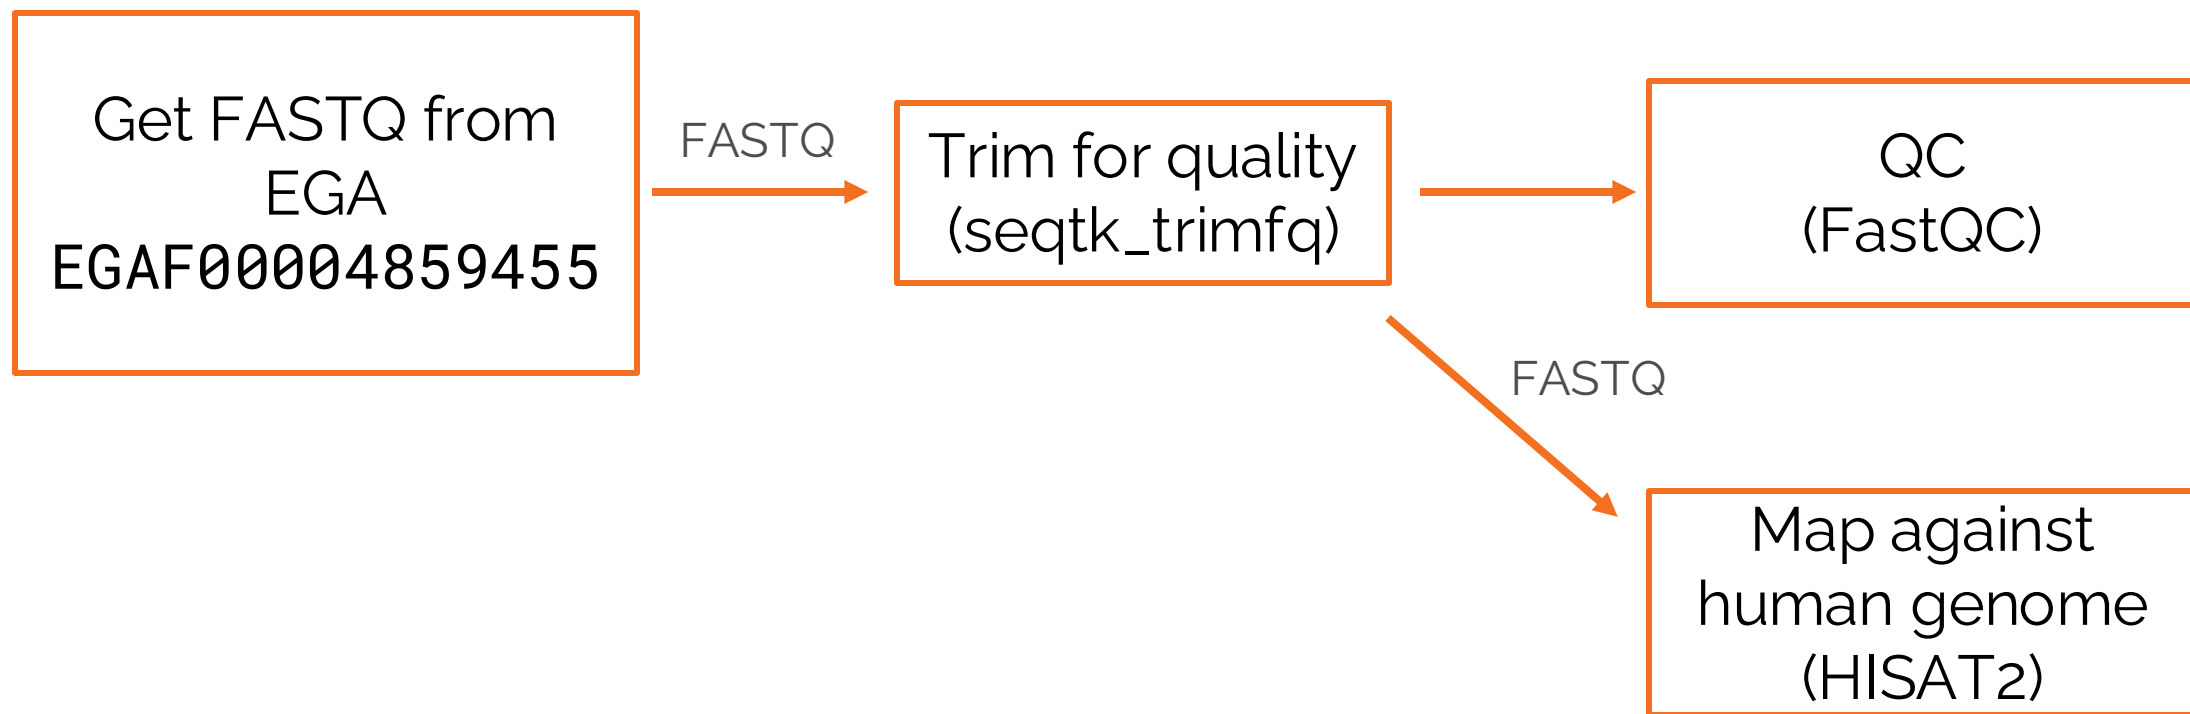 Get FASTQ from
EGA
EGAF00004859455
FASTQ
Trim for quality
(seqtk_trimfq)
QC
(FastQC)
FASTQ
Map against
human genome
(HISAT2)